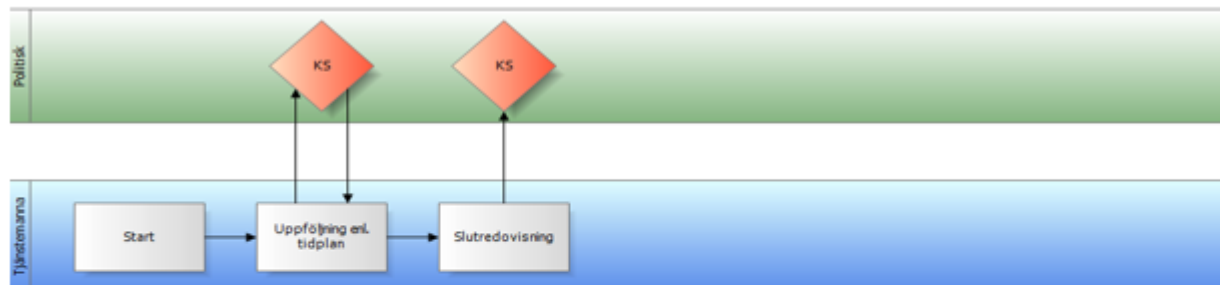 Politisk
KS
KS
Tjänstemanna
Start
Uppföljning enl.
tidplan
Slutredovisning